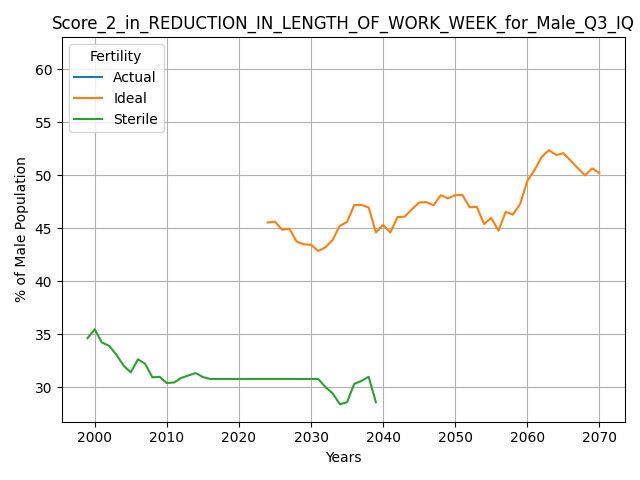 Score_2_in_REDUCTION_IN_LENGTH_OF_WORK_WEEK_for_Male_Q3_IQ
Fertility
Actual
Ideal
Sterile
% of Male Population
60
55
50
45
40
35
30
2000 2010 2020 2030 2040 2050 2060 2070
Years